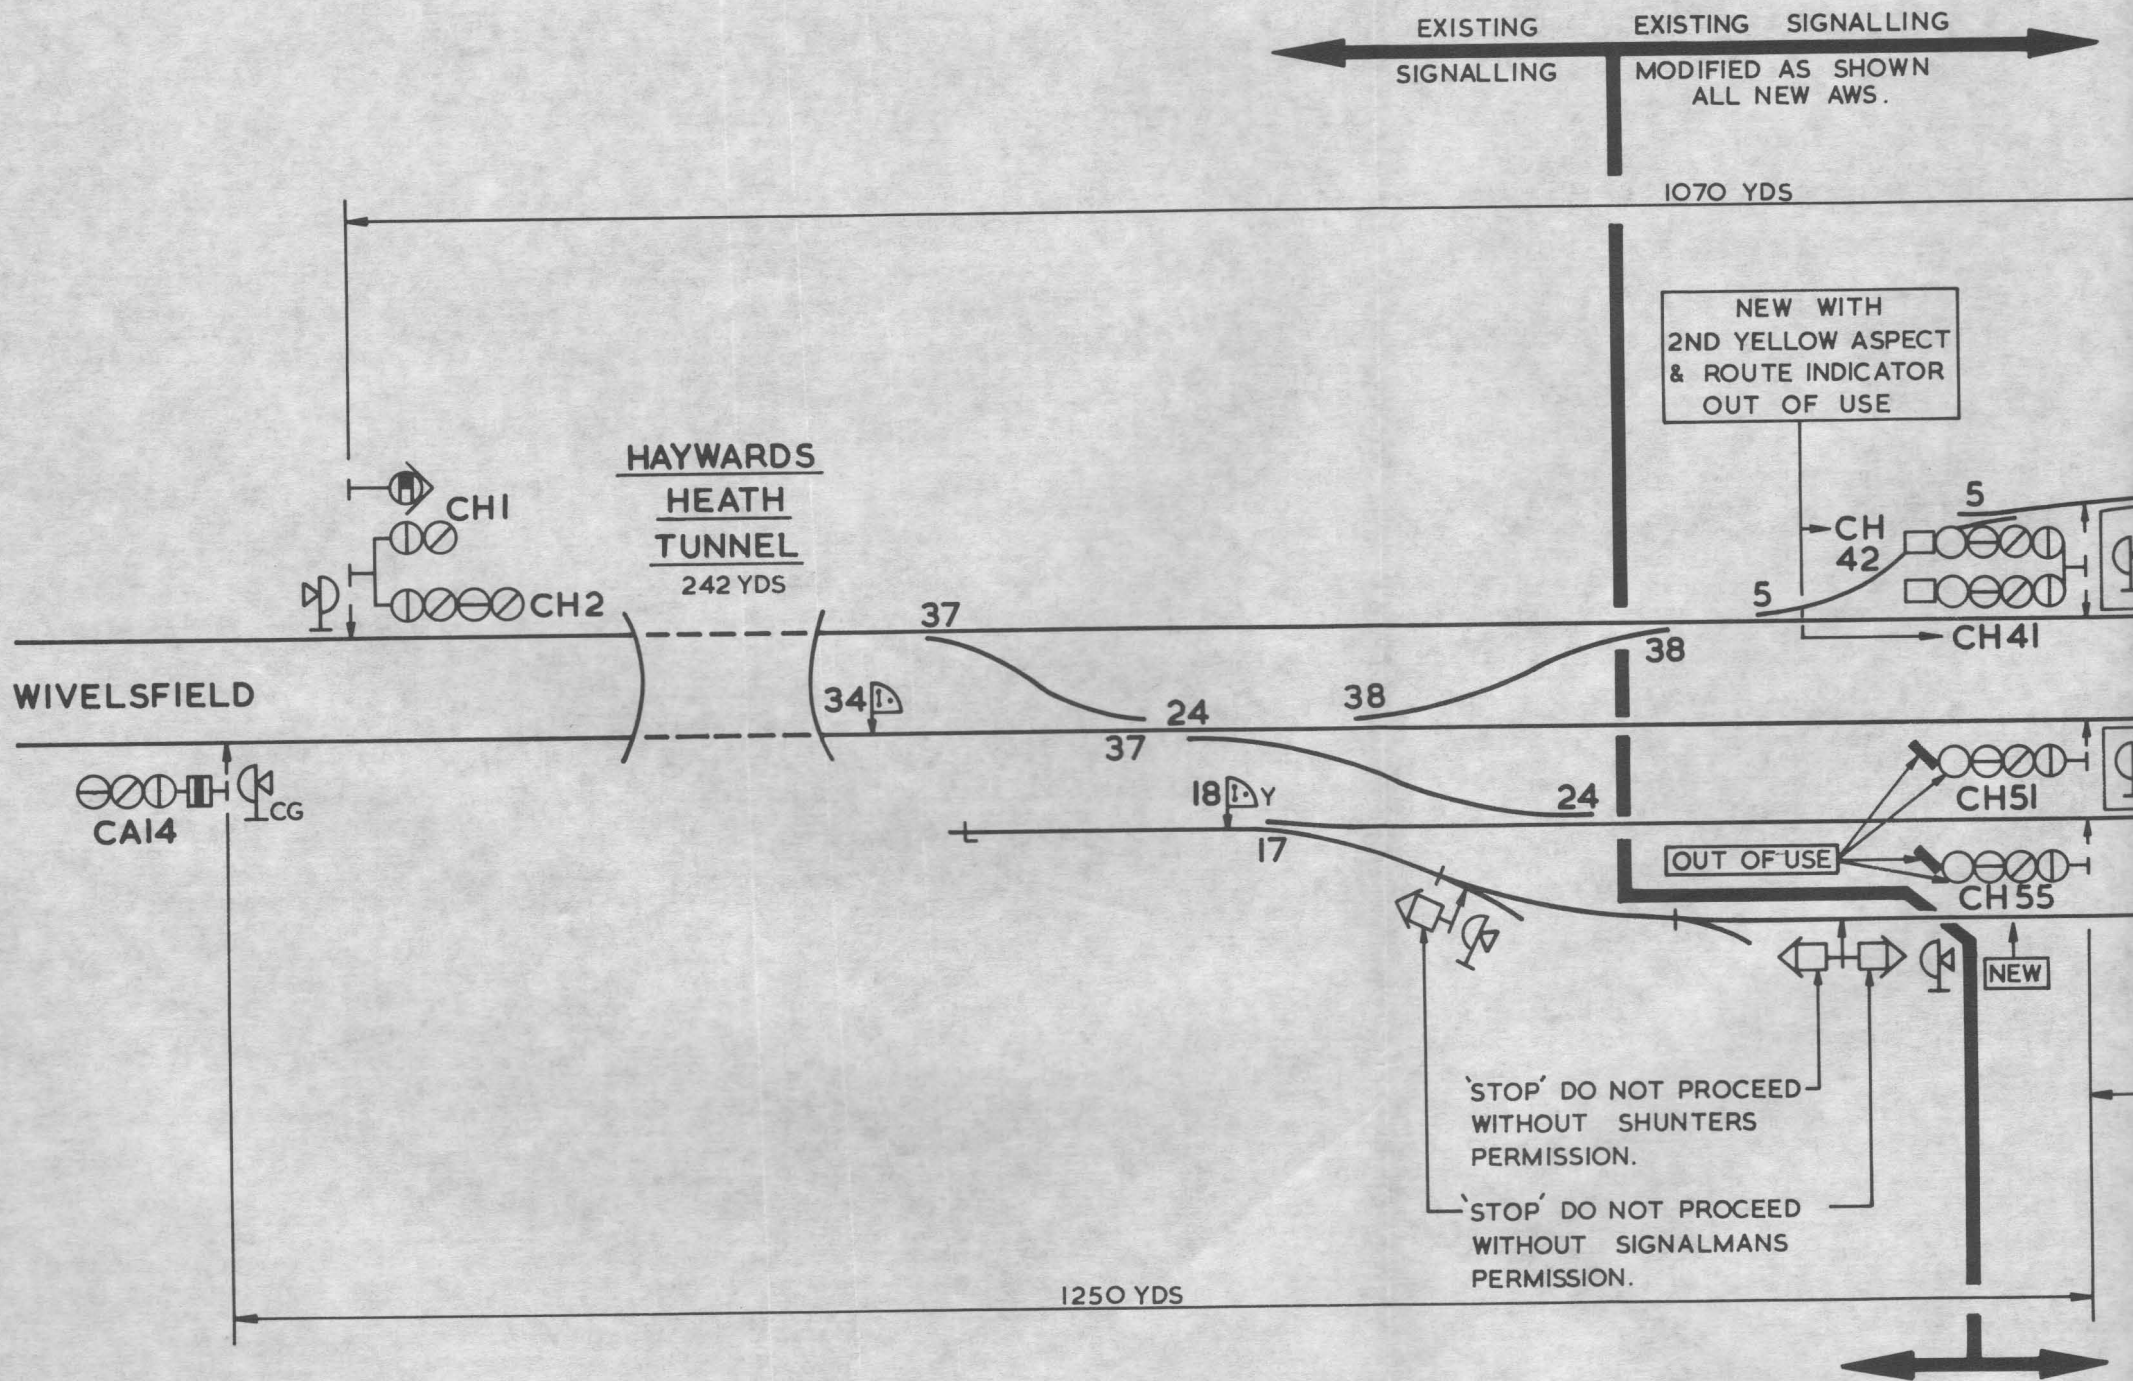 EXISTING
SIGNALLING
EXISTING SIGNALLING
MODIFIED AS SHOWN
ALL NEW AWS.
1070 YDS
NEW WITH
2ND YELLOW ASPECT
& ROUTE INDICATOR
OUT OF USE
HAYWARDS
HEATH
TUNNEL
242 YDS
CH1
CH2
5
CH
42
5
CH41
37
38
38
WIVELSFIELD
34
24
37
CA14
CG
18
Y
24
17
CH51
OUT OF USE
CH55
NEW
'STOP' DO NOT PROCEED
WITHOUT SHUNTERS
PERMISSION.
'STOP' DO NOT PROCEED
WITHOUT SIGNALMANS
PERMISSION.
1250 YDS